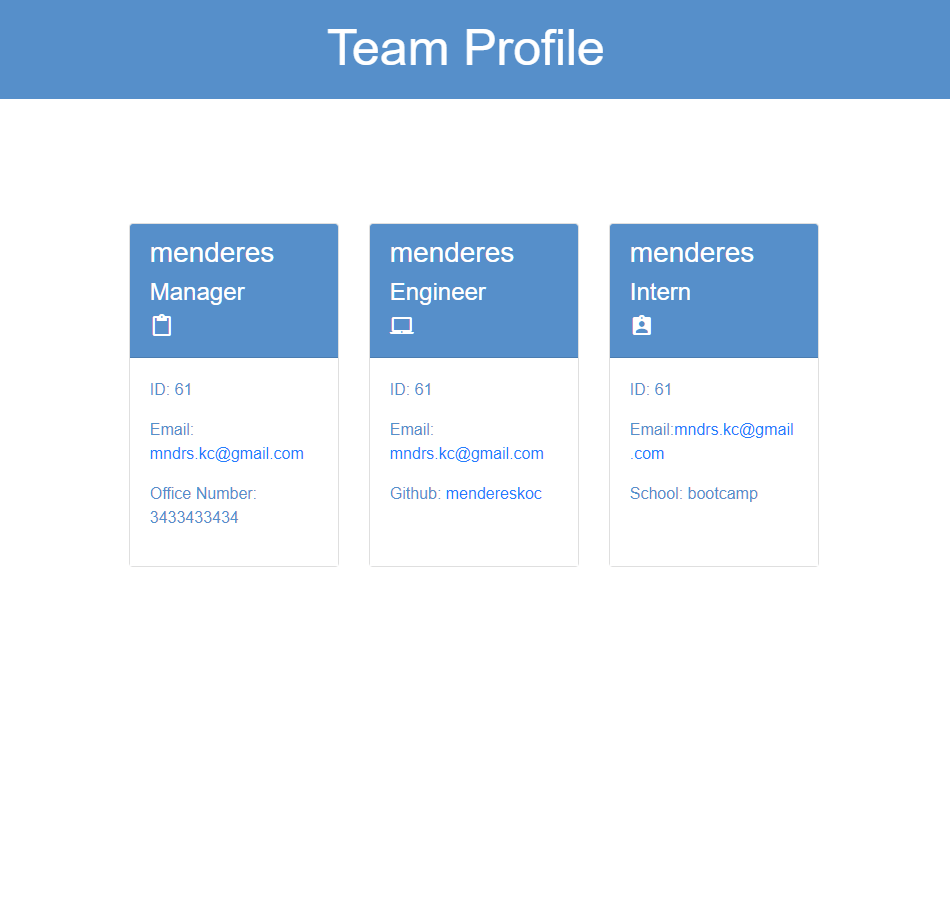 Team Profile
menderes
Manager
ID: 61
Email:
mndrs.kc@gmail.com
Office Number:
3433433434
menderes
Engineer
ID: 61
Email:
mndrs.kc@gmail.com
Github: mendereskoc
menderes
Intern
ID: 61
Email:mndrs.kc@gmail
.com
School: bootcamp